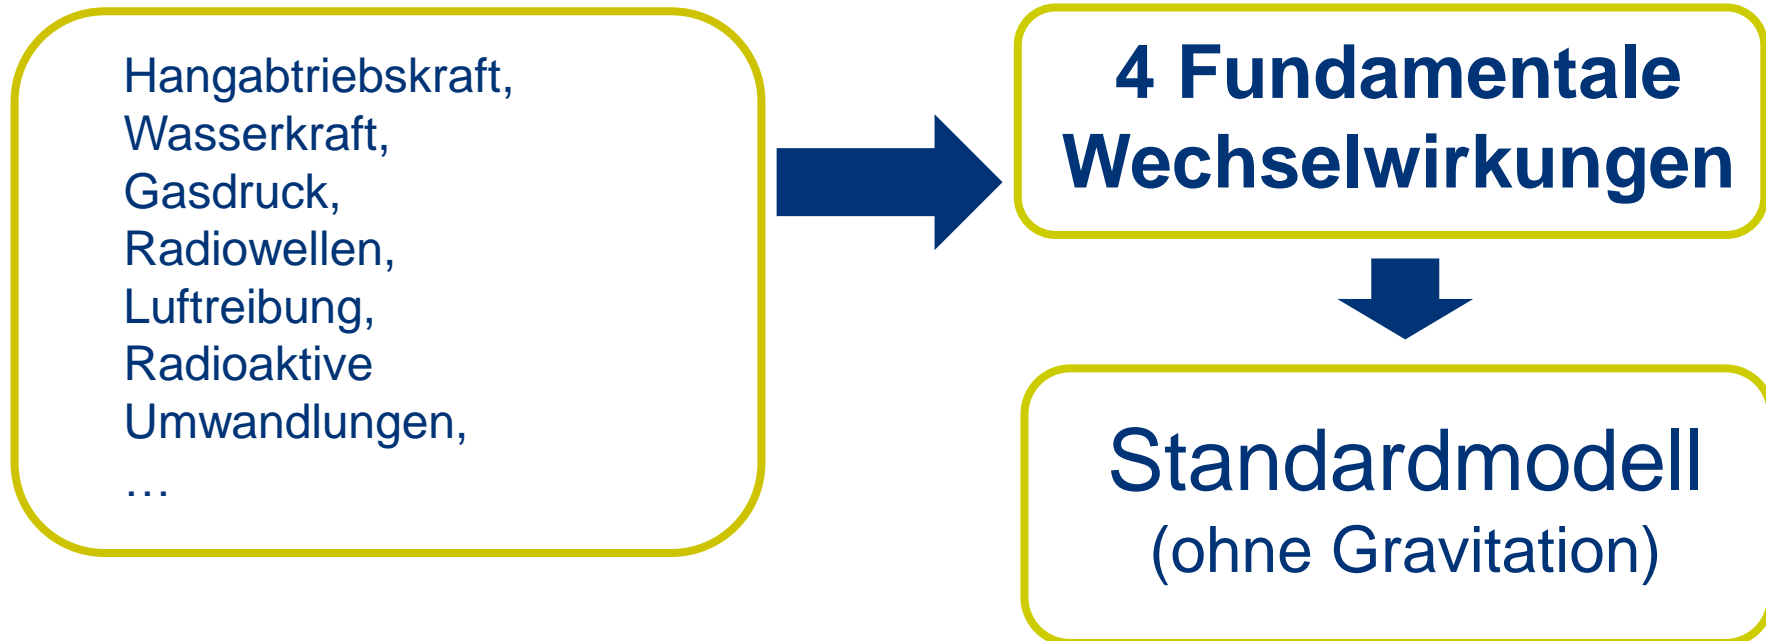 Hangabtriebskraft,
Wasserkraft,
Gasdruck,
Radiowellen,
Luftreibung,
Radioaktive
Umwandlungen,
…
4 Fundamentale
Wechselwirkungen
Standardmodell
(ohne Gravitation)